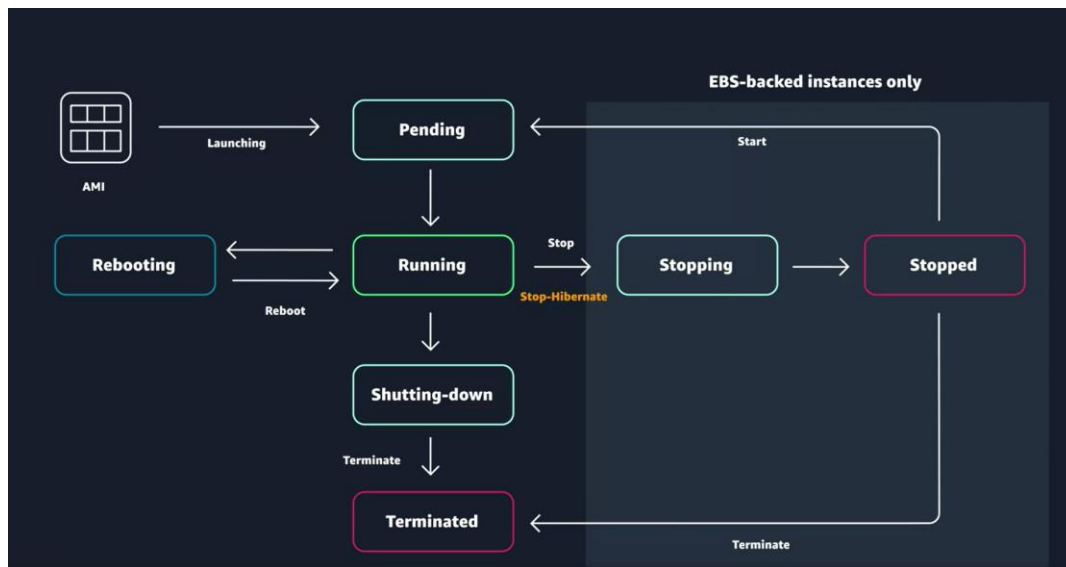 EBS-backed instances only
Pending
Launching
Start
AMI
Rebooting
Running
Stop
Stopping
Stopped
Stop-Hibernate
Reboot
Shutting-down
Terminate
Terminated
Terminate